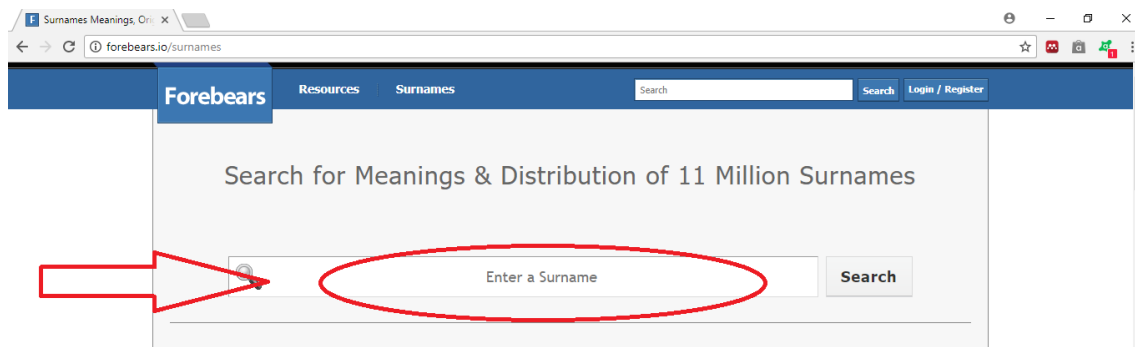 Surnames Meanings, Ori
forebears.io/surnames
1
Forebears
Resources
Surnames
Search
Search
Login / Register
Search for Meanings & Distribution of 11 Million Surnames
Enter a Surname
Search